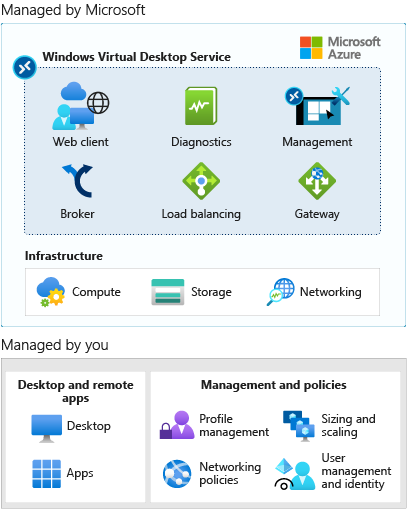 Managed by Microsoft
Microsoft
Azure
Windows Virtual Desktop Service
Web client
Diagnostics
Management
Broker
Load balancing
Gateway
Infrastructure
Compute
Storage
Networking
Managed by you
Desktop and remote
apps
Desktop
Apps
Management and policies
Profile
management
Sizing and
scaling
Networking
policies
User
management
and identity